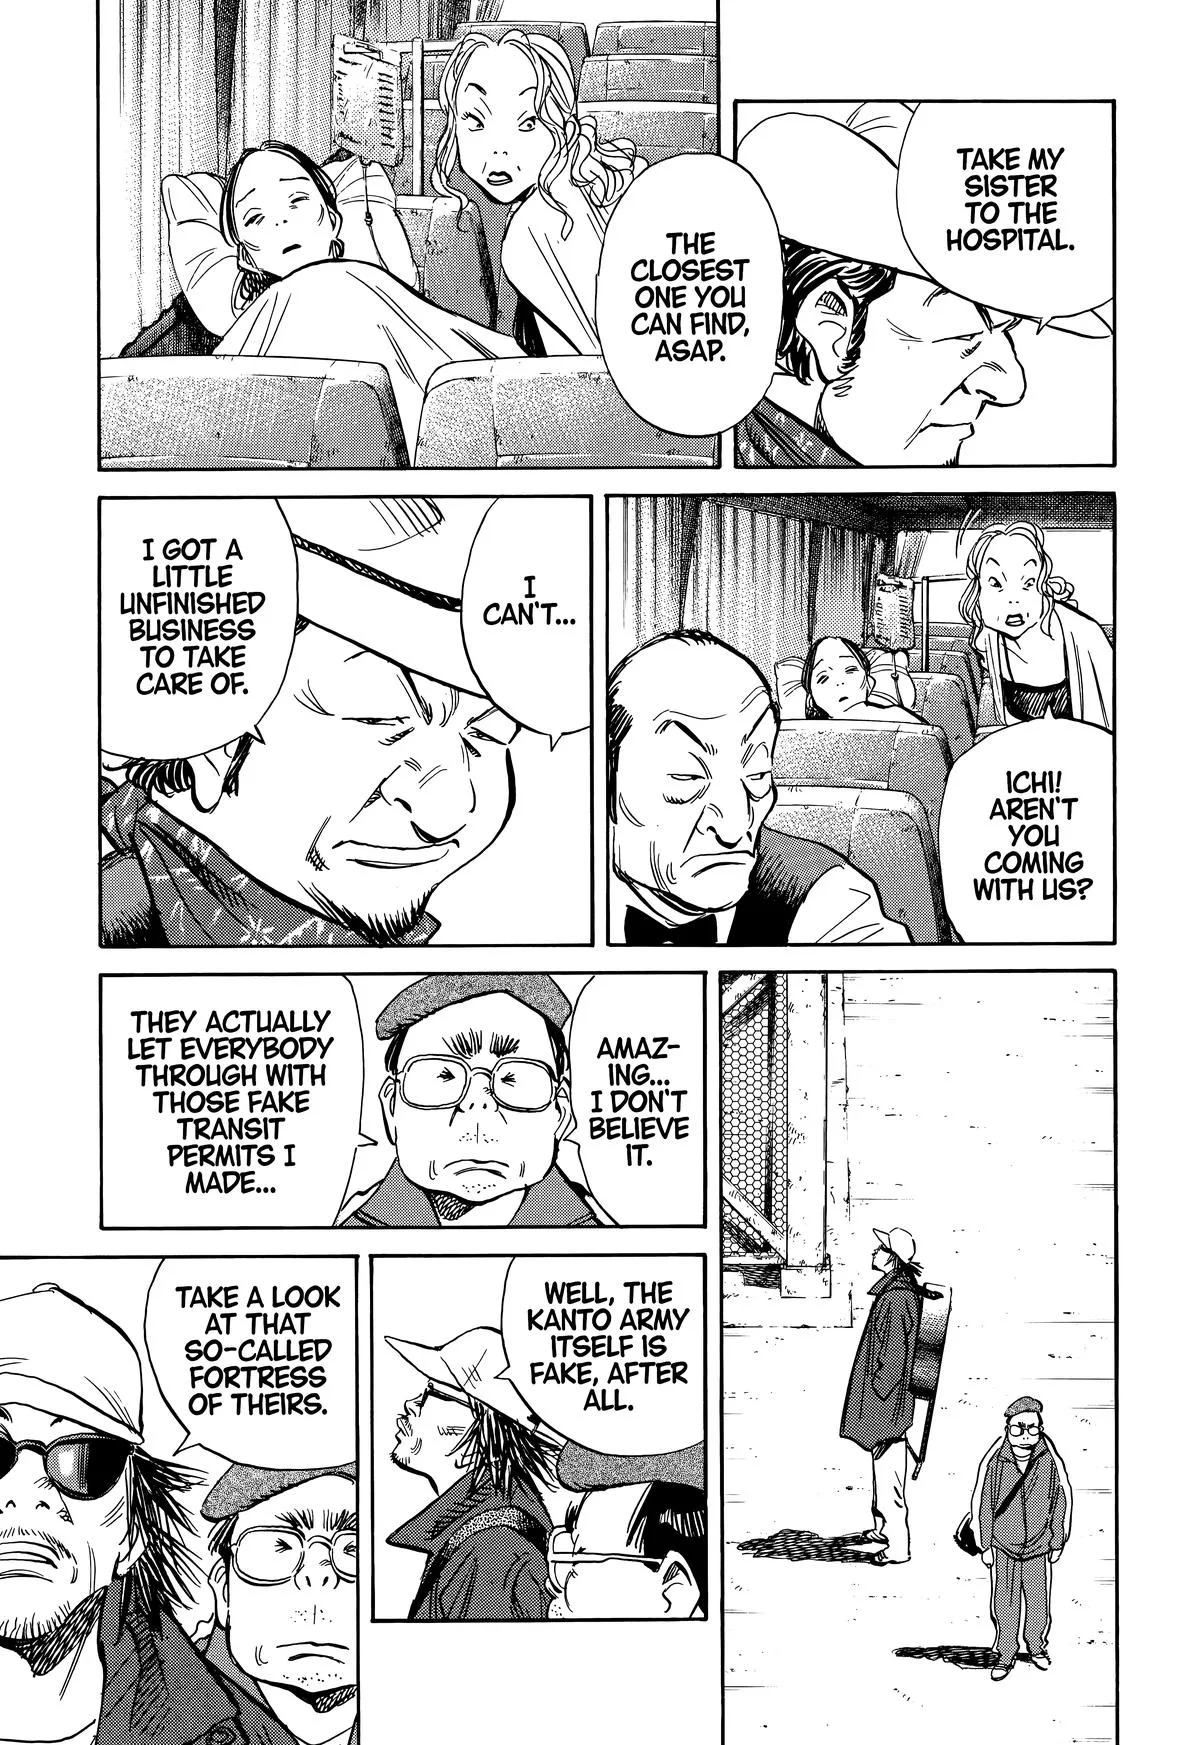 TAKE MY
SISTER
TO THE
HOSPITAL.
THE
CLOSEST
ONE YOU
CAN FIND,
ASAP.
ICHI!
AREN'T
YOU
COMING
WITH US?
I
CAN'T...
I GOT A
LITTLE
UNFINISHED
BUSINESS
TO TAKE
CARE OF.
AMAZ-
ING...
I DON'T
BELIEVE
IT.
THEY ACTUALLY
LET EVERYBODY
THROUGH WITH
THOSE FAKE
TRANSIT
PERMITS I
MADE...
WELL, THE
KANTO ARMY
ITSELF IS
FAKE, AFTER
ALL.
TAKE A LOOK
AT THAT
SO-CALLED
FORTRESS
OF THEIRS.